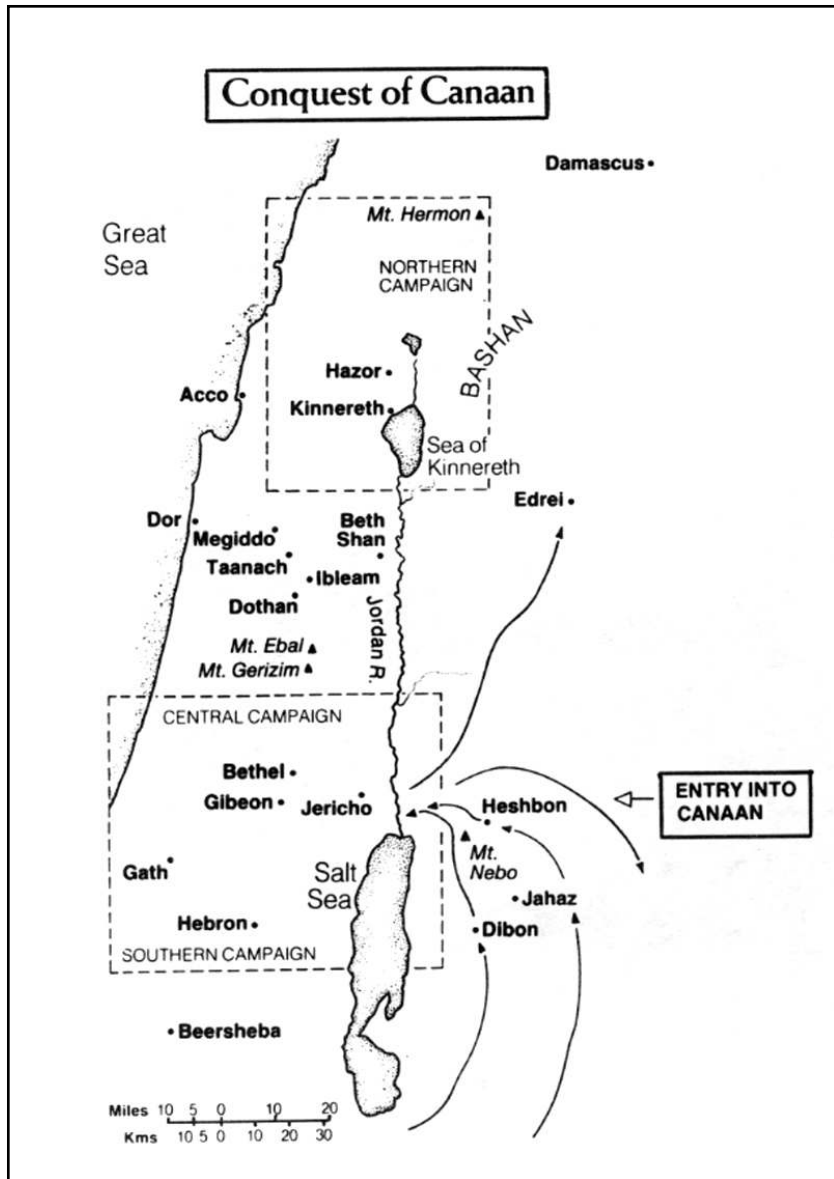 Conquest of Canaan
Damascus
Mt. Hermon
Great
Sea
NORTHERN
CAMPAIGN
BASHAN
Hazor
Acco
Kinnereth
Sea of
Kinnereth
Edrei
Dor
Beth
Shan
Megiddo
Taanach
Ibleam
Dothan
Jordan R.
Mt. Ebal
Mt. Gerizim
CENTRAL CAMPAIGN
Bethel
Gibeon
Jericho
Heshbon
ENTRY INTO
CANAAN
Mt.
Nebo
Gath
Salt
Sea
Jahaz
Hebron
Dibon
SOUTHERN CAMPAIGN
Beersheba
Miles 10 5 0 10 20
Kms 10 5 0 10 20 30